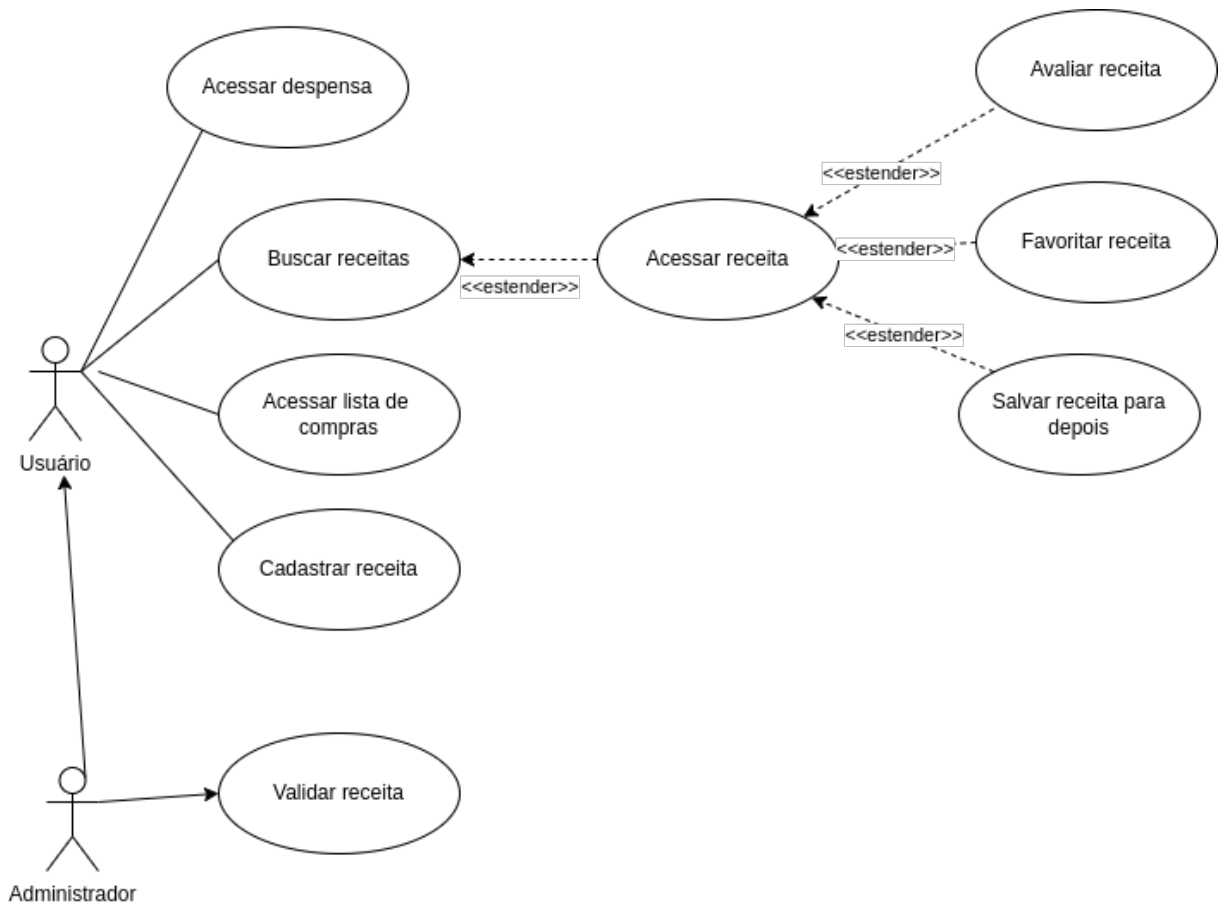 Acessar despensa
Avaliar receita
<<estender>>
Buscar receitas
<<estender>>
Acessar receita
<<estender>>
Favoritar receita
<<estender>>
Salvar receita para
depois
Acessar lista de
compras
Usuário
Cadastrar receita
Validar receita
Administrador